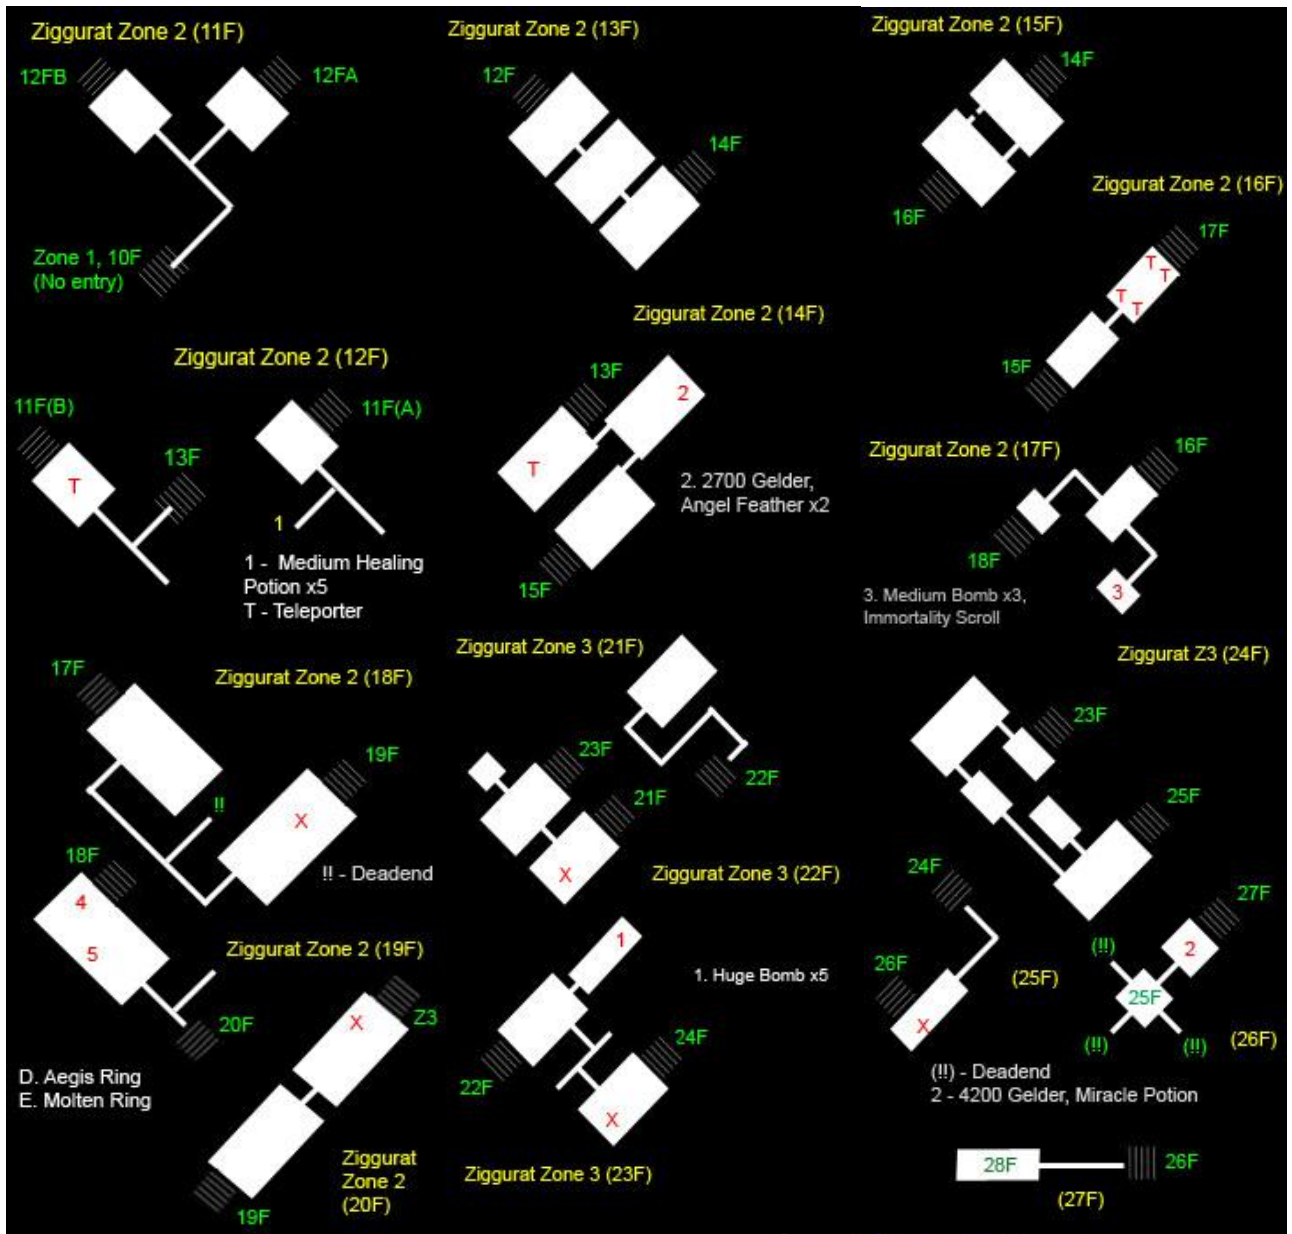 Ziggurat Zone 2 (11F)
12FB
12FA
Zone 1, 10F
(No entry)
Ziggurat Zone 2 (13F)
12F
14F
Ziggurat Zone 2 (15F)
14F
16F
Ziggurat Zone 2 (16F)
17F
T
T
T
T
15F
Ziggurat Zone 2 (12F)
11F(B)
T
13F
11F(A)
1
1 - Medium Healing
Potion x5
T - Teleporter
Ziggurat Zone 2 (14F)
13F
2
T
15F
2. 2700 Gelder,
Angel Feather x2
Ziggurat Zone 2 (17F)
16F
18F
3
3. Medium Bomb x3,
Immortality Scroll
17F
Ziggurat Zone 2 (18F)
19F
!!
X
!! - Deadend
18F
4
5
Ziggurat Zone 2 (19F)
20F
D. Aegis Ring
E. Molten Ring
X
Z3
19F
Ziggurat
Zone 2
(20F)
Ziggurat Zone 3 (21F)
22F
23F
21F
X
Ziggurat Zone 3 (22F)
1
1. Huge Bomb x5
24F
22F
X
Ziggurat Zone 3 (23F)
Ziggurat Z3 (24F)
23F
25F
24F
26F
X
(25F)
27F
(!!)
2
25F
(!!)
(!!)
(26F)
(!!) - Deadend
2 - 4200 Gelder, Miracle Potion
28F
26F
(27F)